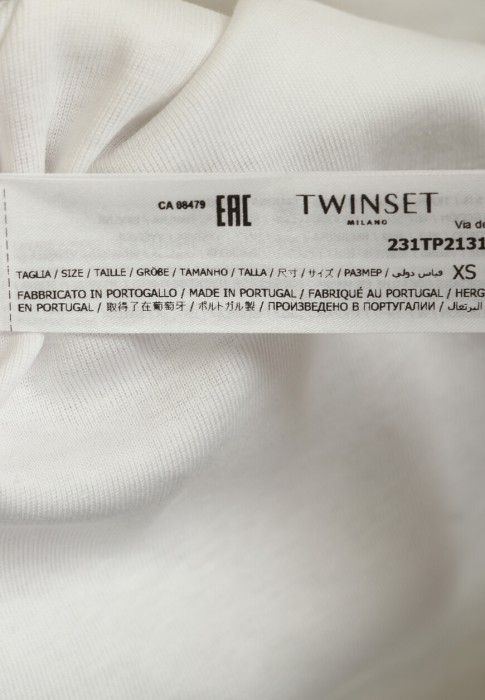 CA 08479 EAC TWINSET
MILANO
Via de
231TP2131
TAGLIA / SIZE / TAILLE / GRÖBE / TAMANHO / TALLA / 尺寸 / サイズ / РАЗМЕР / قياس دولي XS
FABBRICATO IN PORTOGALLO / MADE IN PORTUGAL / FABRIQUÉ AU PORTUGAL / HERG
EN PORTUGAL / 取得了在葡萄牙 / ポルトガル製 / ПРОИЗВЕДЕНО В ПОРТУГАЛИИ / البرتغال